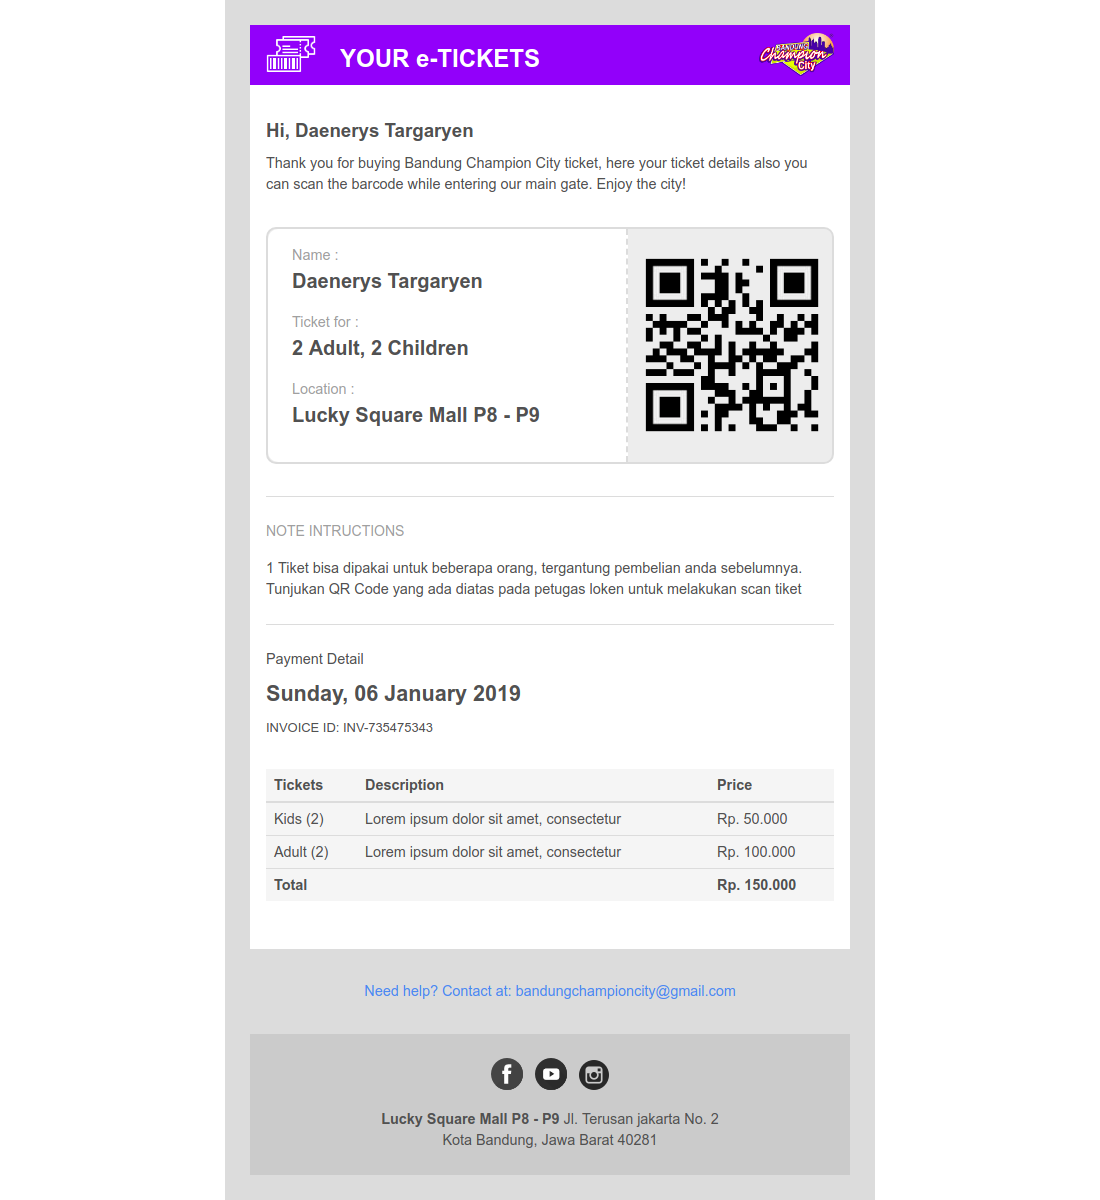 YOUR e-TICKETS
BANDUNG
Champion
City
Hi, Daenerys Targaryen
Thank you for buying Bandung Champion City ticket, here your ticket details also you
can scan the barcode while entering our main gate. Enjoy the city!
Name :
Daenerys Targaryen
Ticket for :
2 Adult, 2 Children
Location :
Lucky Square Mall P8 - P9
NOTE INTRUCTIONS
1 Tiket bisa dipakai untuk beberapa orang, tergantung pembelian anda sebelumnya.
Tunjukan QR Code yang ada diatas pada petugas loken untuk melakukan scan tiket
Payment Detail
Sunday, 06 January 2019
INVOICE ID: INV-735475343
Tickets Description Price
Kids (2) Lorem ipsum dolor sit amet, consectetur Rp. 50.000
Adult (2) Lorem ipsum dolor sit amet, consectetur Rp. 100.000
Total Rp. 150.000
Need help? Contact at: bandungchampioncity@gmail.com
Lucky Square Mall P8 - P9 Jl. Terusan jakarta No. 2
Kota Bandung, Jawa Barat 40281